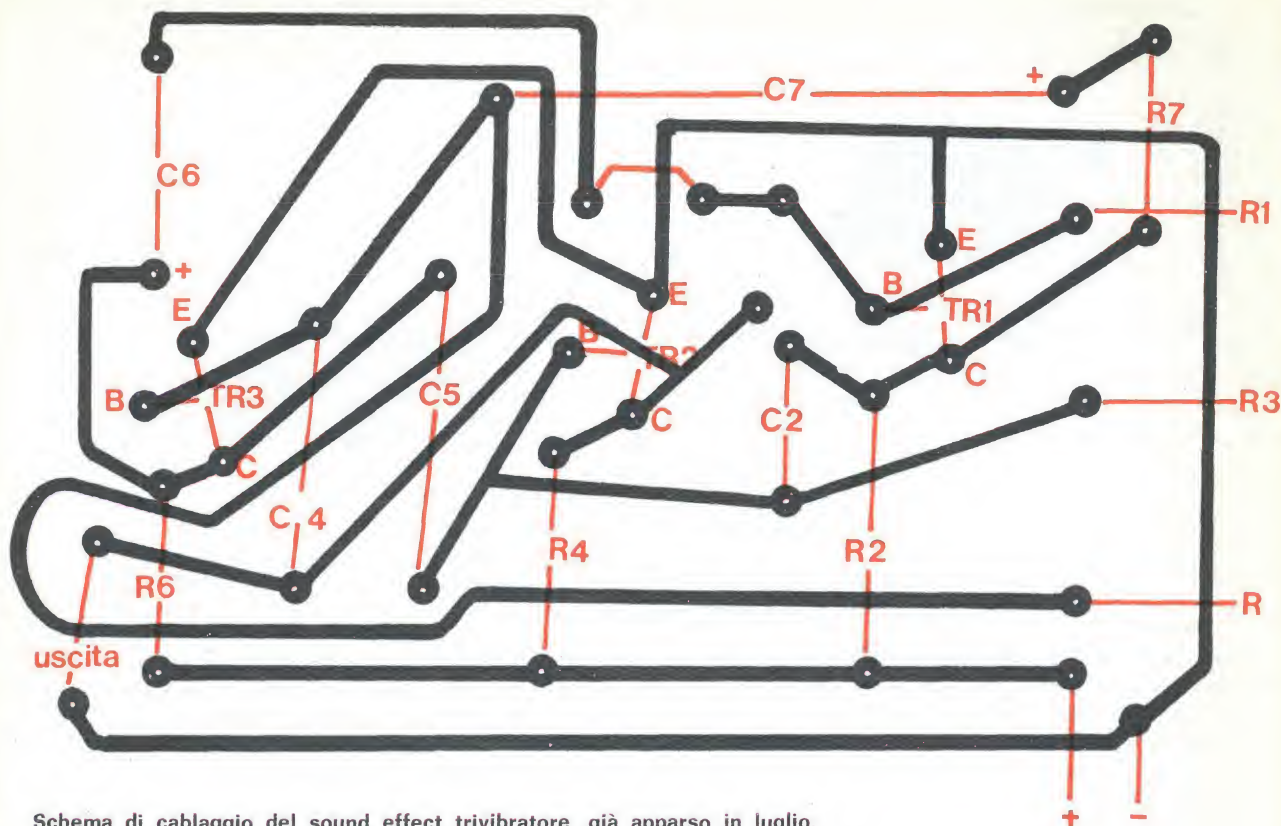 C7
+
R7
C6
R1
+
E
E
E
B
TR1
B
TR2
C
B
TR3
C5
C2
R3
C
C
C 4
R4
R2
R6
R
uscita
+
-
Schema di cablaggio del sound effect trivibratore, già apparso in luglio